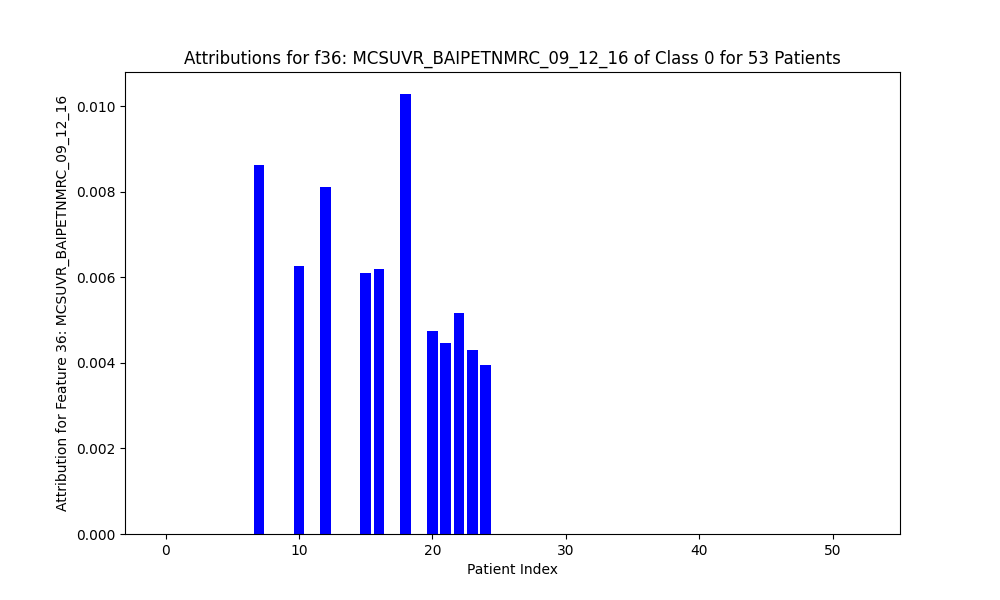 Attributions for f36: MCSUVR_BAIPETNMRC_09_12_16 of Class 0 for 53 Patients
Attribution for Feature 36: MCSUVR_BAIPETNMRC_09_12_16
0.010
0.008
0.006
0.004
0.002
0.000
0 10 20 30 40 50
Patient Index